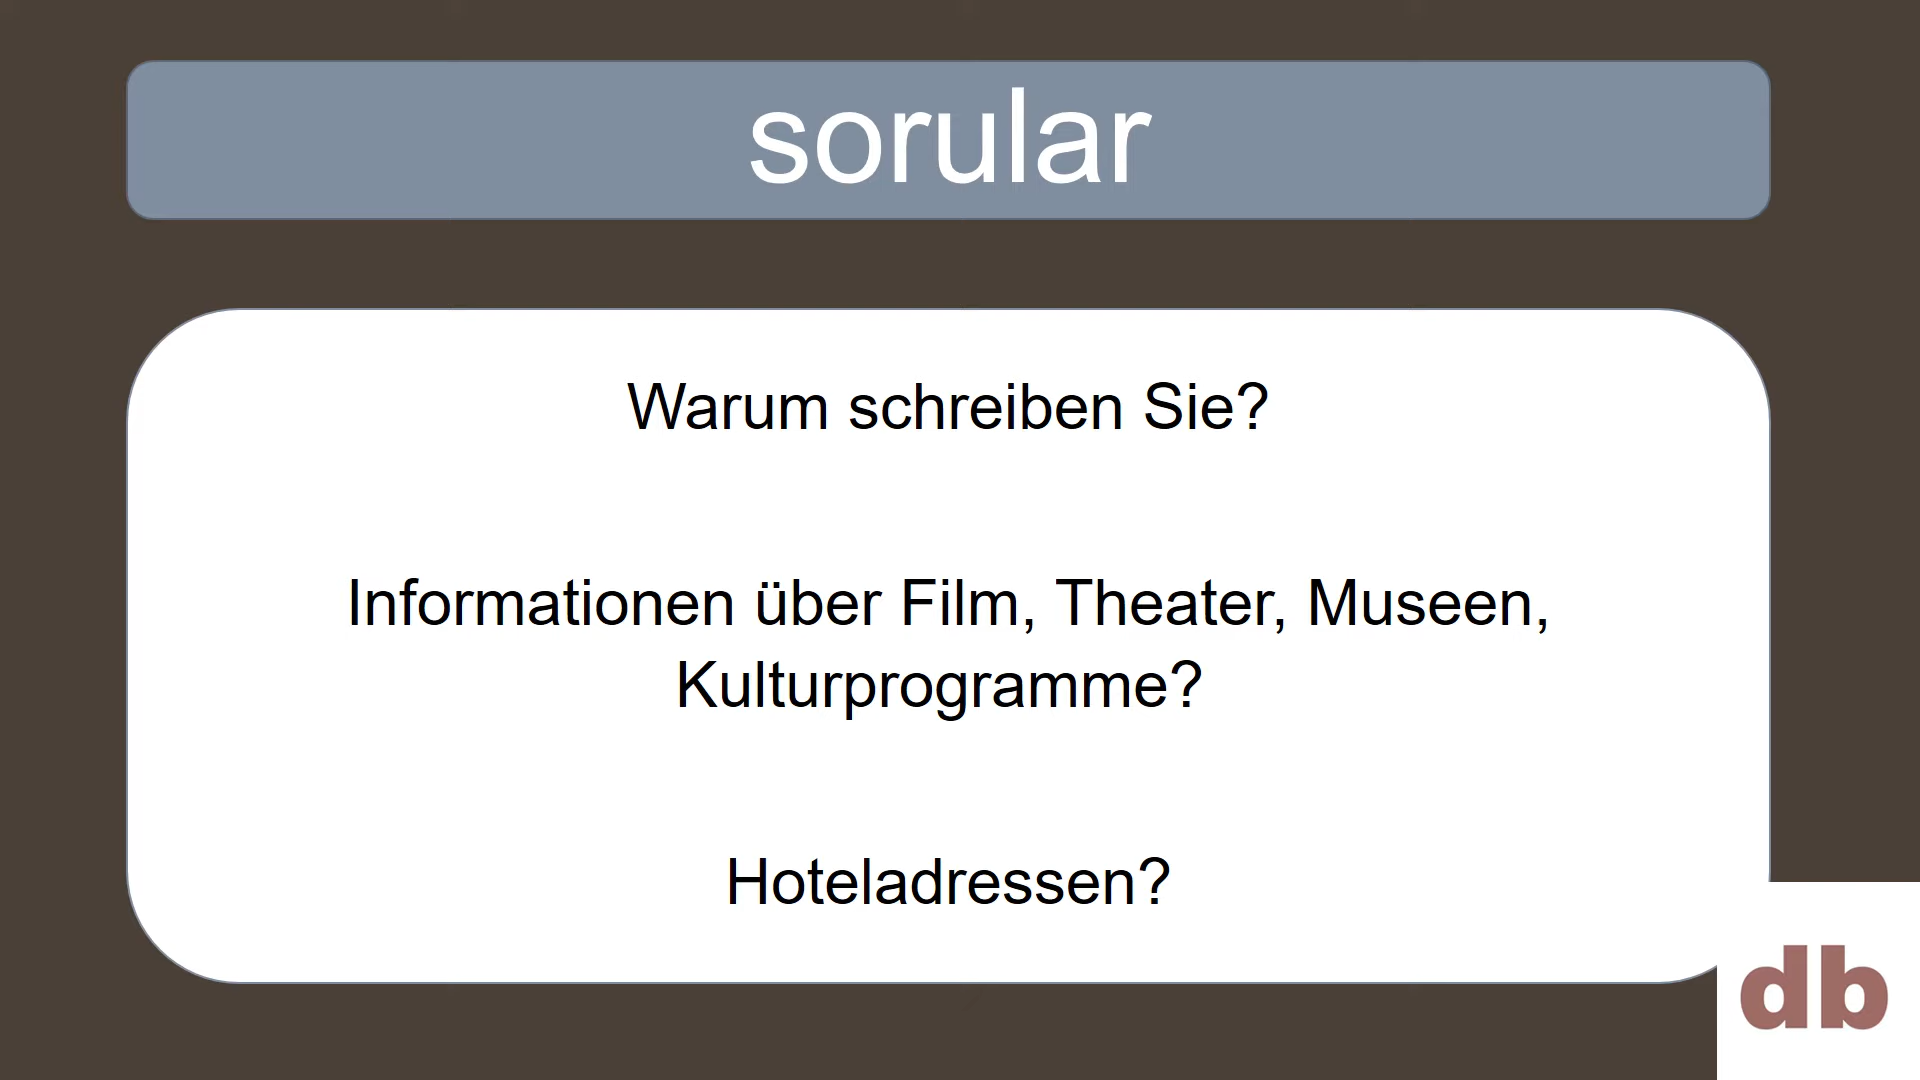 sorular
Warum schreiben Sie?
Informationen über Film, Theater, Museen,
Kulturprogramme?
Hoteladressen?
db